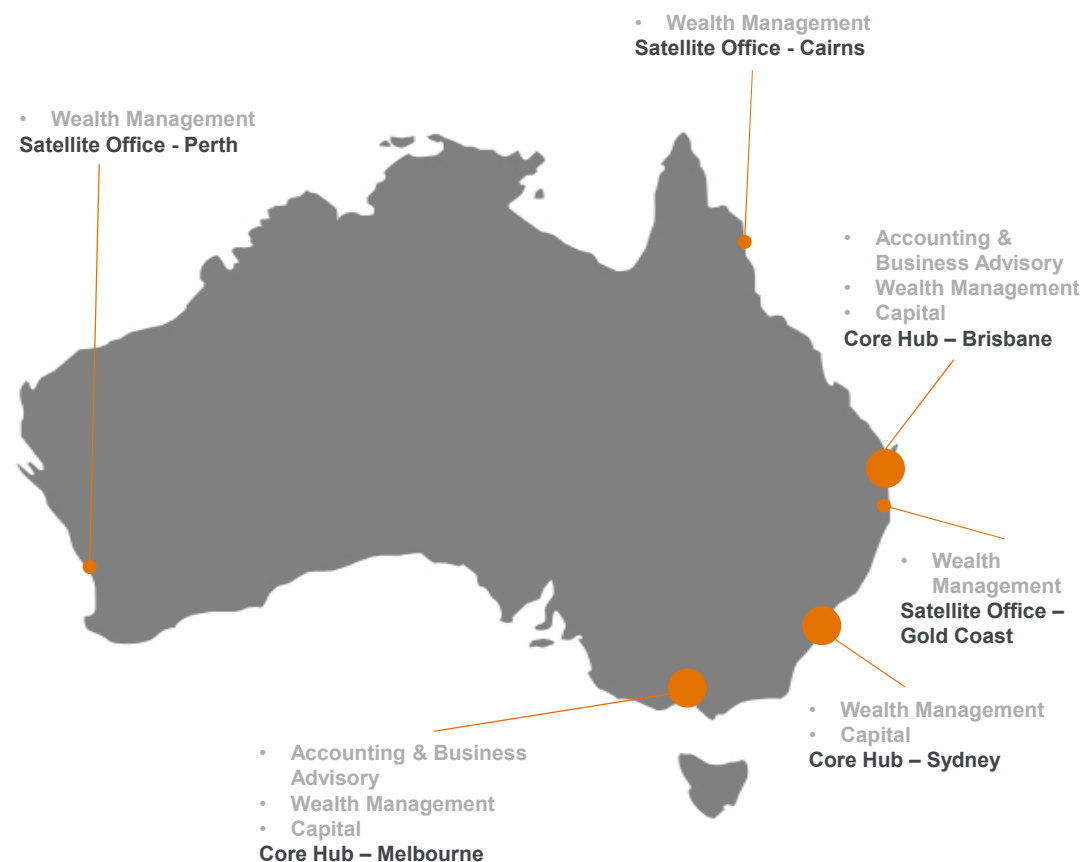 • Wealth Management
Satellite Office - Cairns
• Wealth Management
Satellite Office - Perth
• Accounting &
Business Advisory
• Wealth Management
• Capital
Core Hub – Brisbane
• Wealth
Management
Satellite Office –
Gold Coast
• Wealth Management
• Capital
Core Hub – Sydney
• Accounting & Business
Advisory
• Wealth Management
• Capital
Core Hub – Melbourne